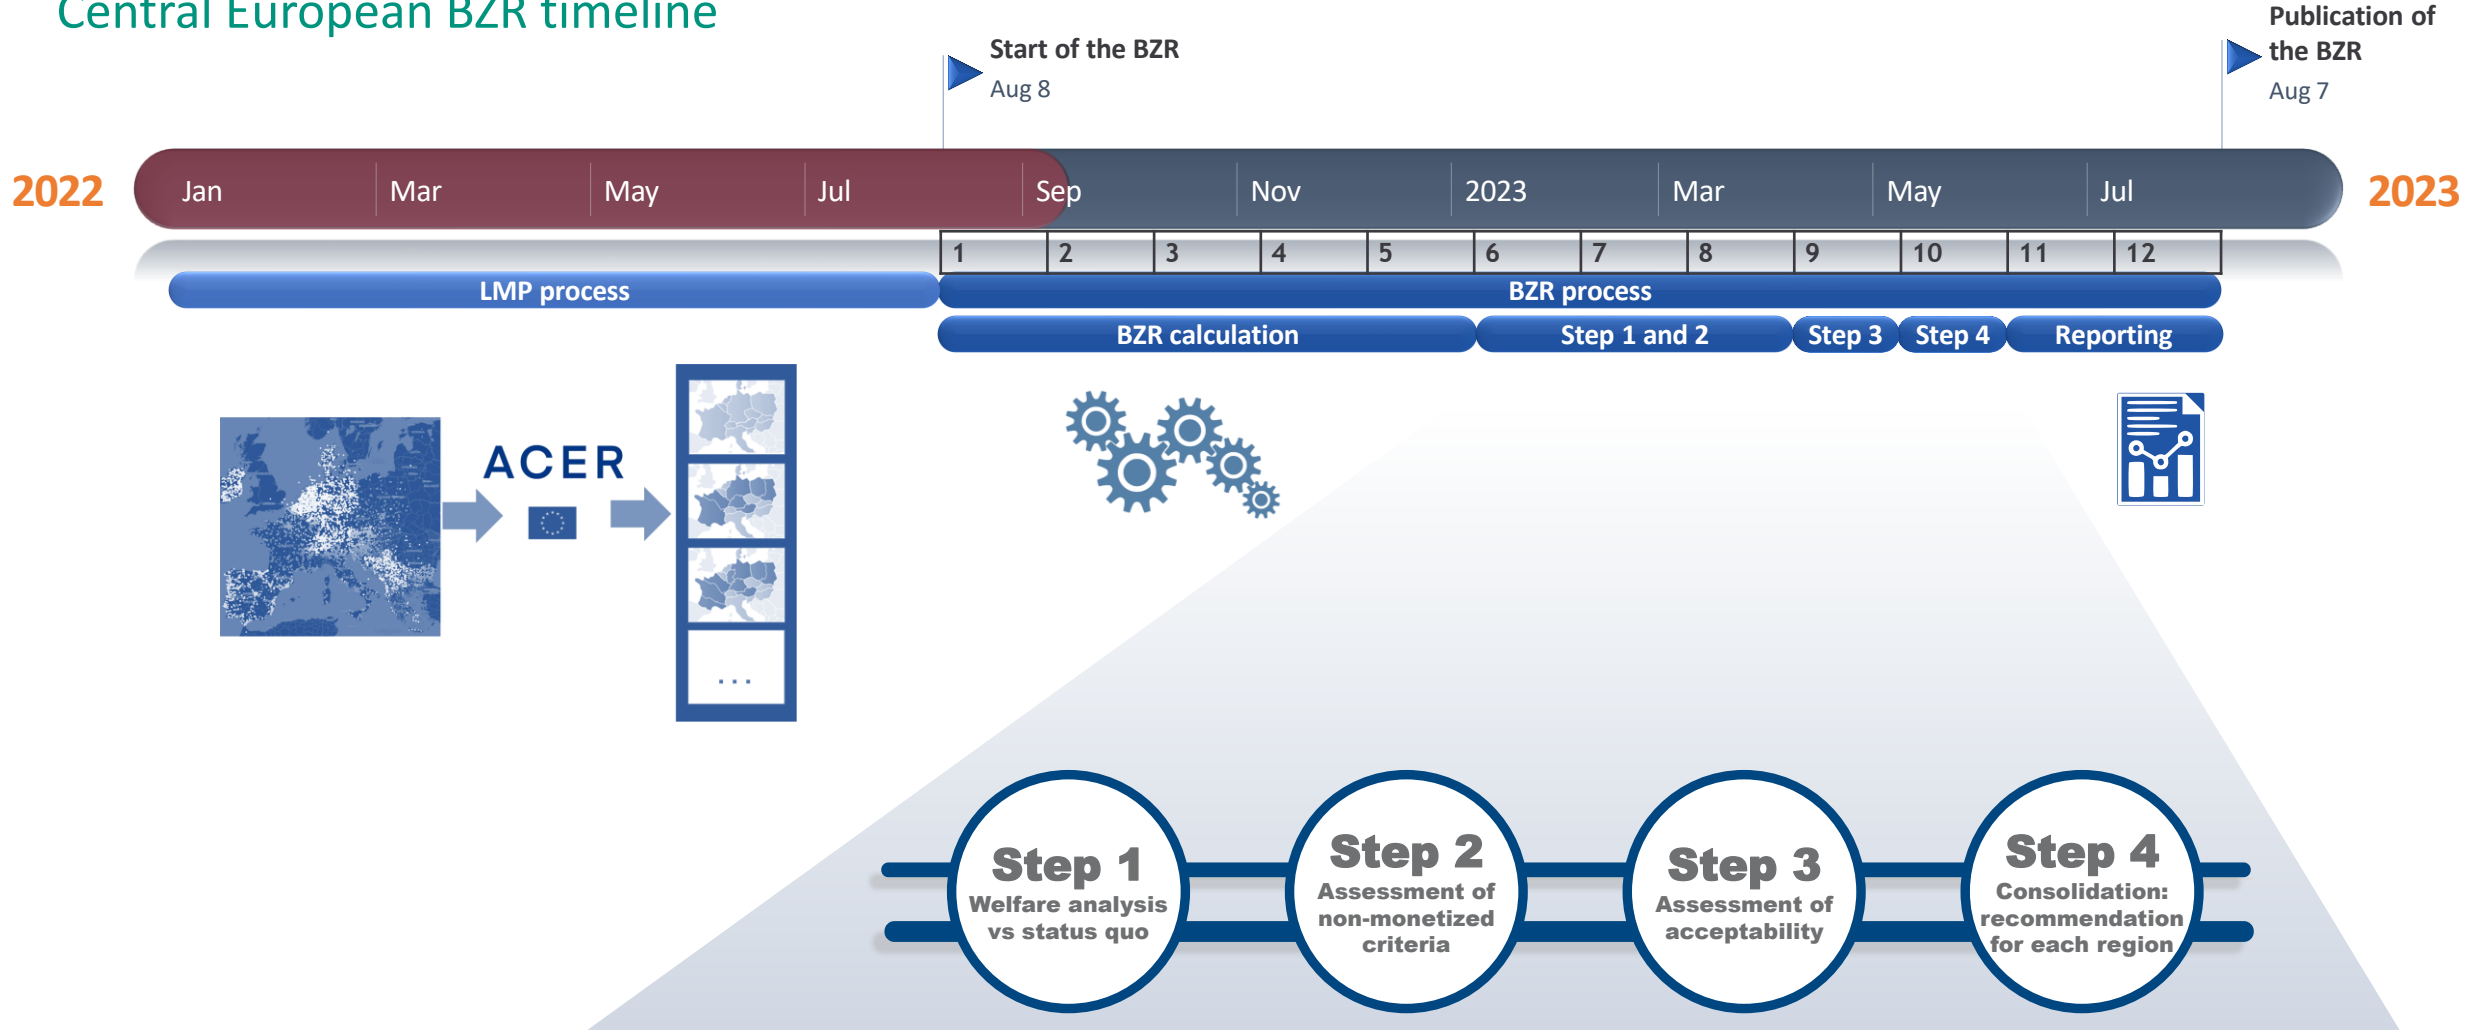 Central European BZR timeline
Start of the BZR
Aug 8
Publication of
the BZR
Aug 7
2022
Jan
Mar
May
Jul
Sep
Nov
2023
Mar
May
Jul
2023
1
2
3
4
5
6
7
8
9
10
11
12
LMP process
BZR process
BZR calculation
Step 1 and 2
Step 3
Step 4
Reporting
ACER
...
Step 1
Welfare analysis
vs status quo
Step 2
Assessment of
non-monetized
criteria
Step 3
Assessment of
acceptability
Step 4
Consolidation:
recommendation
for each region